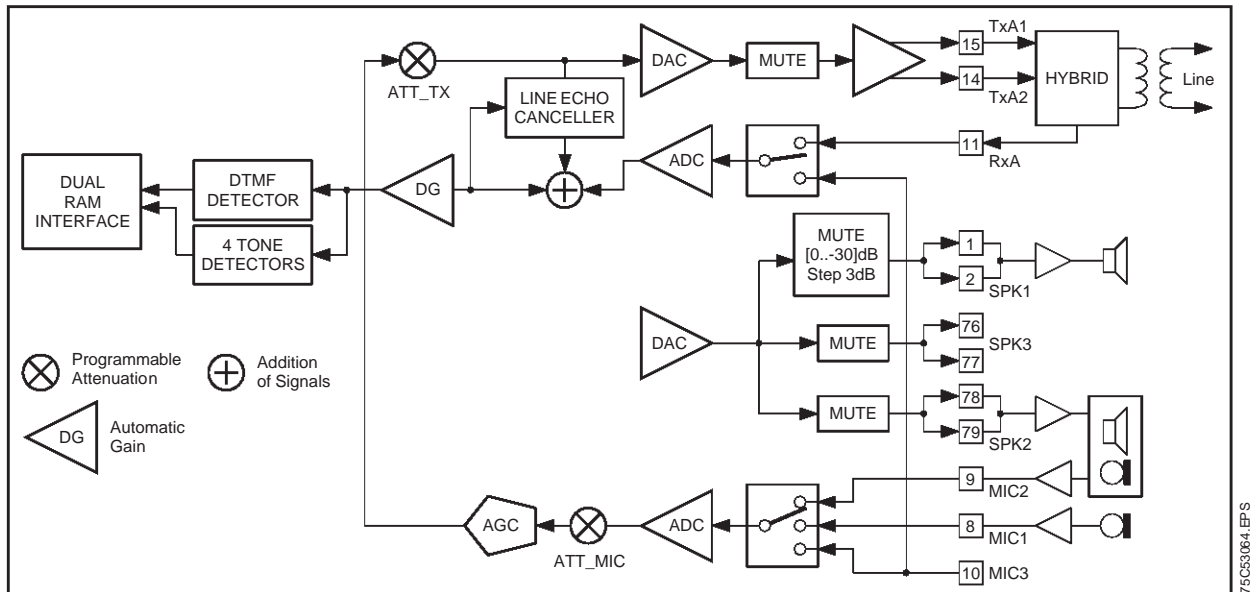 TxA1
15
DAC
MUTE
ATT_TX
HYBRID
Line
14
TxA2
LINE ECHO
CANCELLER
11
RxA
ADC
DUAL
RAM
INTERFACE
DTMF
DETECTOR
DG
4 TONE
DETECTORS
MUTE
[0..-30]dB
Step 3dB
1
2
SPK1
DAC
MUTE
76
SPK3
77
Programmable
Attenuation
Addition
of Signals
MUTE
78
79
SPK2
DG
Automatic
Gain
9
MIC2
AGC
ATT_MIC
ADC
8
MIC1
10
MIC3
75C53064.EPS